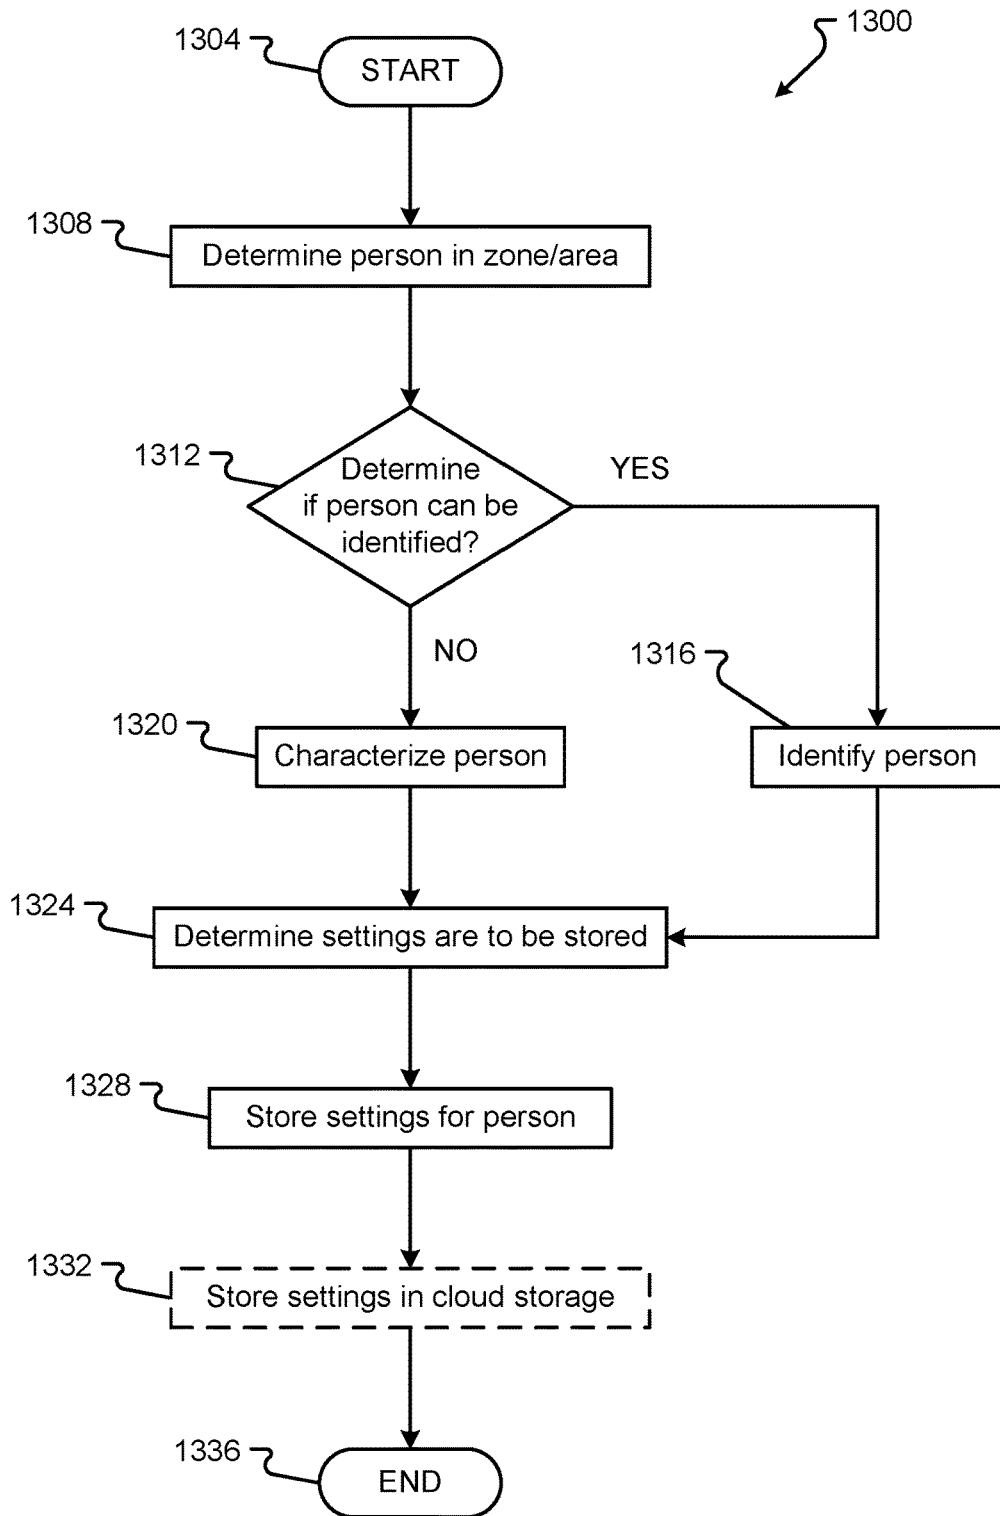 1300
1304
START
1308
Determine person in zone/area
1312
Determine
if person can be
identified?
YES
NO
1316
1320
Characterize person
Identify person
1324
Determine settings are to be stored
1328
Store settings for person
1332
Store settings in cloud storage
1336
END